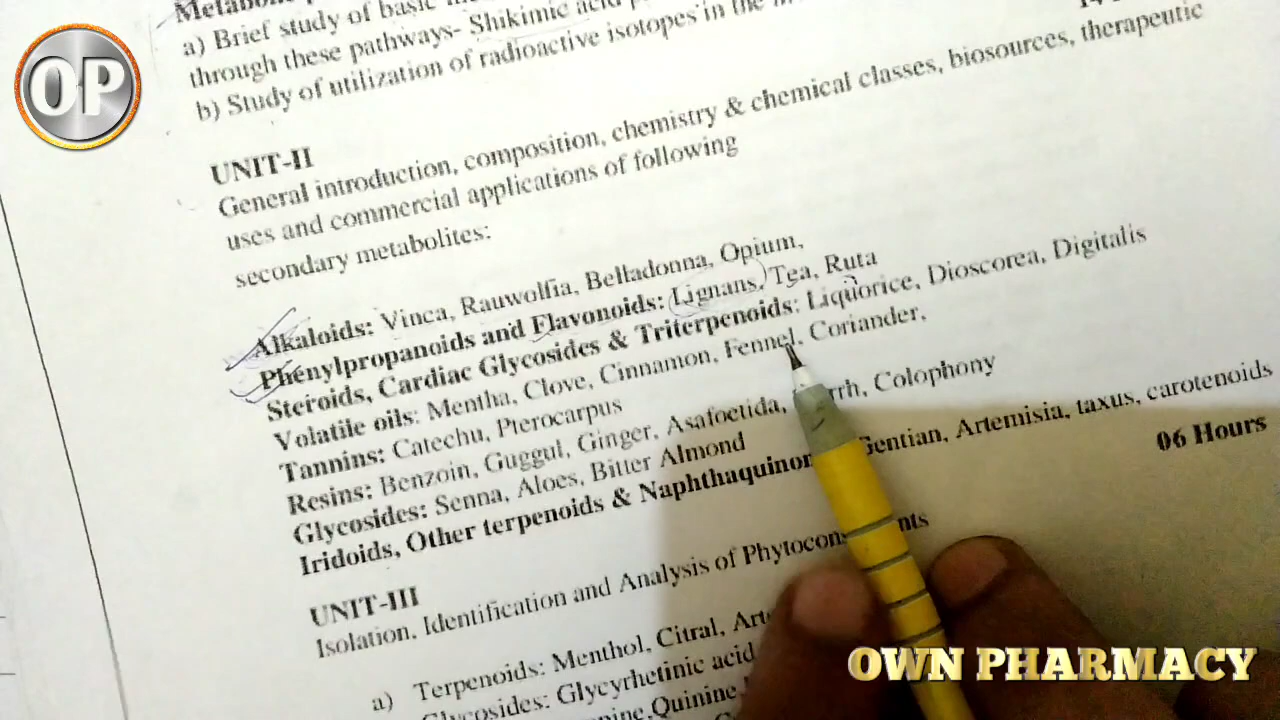 OP
a) Brief study of basic
through these pathways- Shikimic acid
b) Study of utilization of radioactive isotopes in the
UNIT-II
General introduction, composition, chemistry & chemical classes, biosources, therapeutic
uses and commercial applications of following
secondary metabolites:
Alkaloids: Vinca, Rauwolfia, Belladonna, Opium,
Phenylpropanoids and Flavonoids: Lignans, Tea, Ruta
Steroids, Cardiac Glycosides & Triterpenoids: Liquorice, Dioscorea, Digitalis
Volatile oils: Mentha, Clove, Cinnamon, Fennel, Coriander,
Tannins: Catechu, Pterocarpus
Resins: Benzoin, Guggul, Ginger, Asafoetida, Colophony
Glycosides: Senna, Aloes, Bitter Almond
Iridoids, Other terpenoids & Gentian, Artemisia, taxus, carotenoids
06 Hours
UNIT-III
Isolation, Identification and Analysis of
a) Terpenoids: Menthol, Citral,
Glycosides: Glycyrhetinic acid
Quinine,
OWN PHARMACY